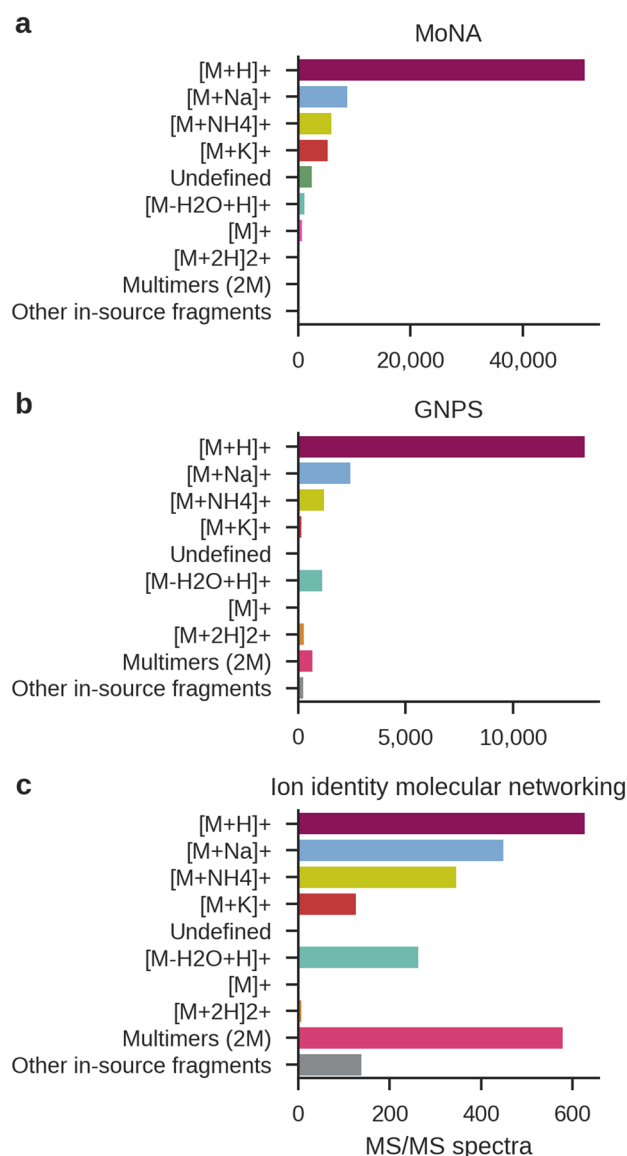 a
MoNA
[M+H]+
[M+Na]+
[M+NH4]+
[M+K]+
Undefined
[M-H2O+H]+
[M]+
[M+2H]2+
Multimers (2M)
Other in-source fragments
0 20,000 40,000
b
GNPS
[M+H]+
[M+Na]+
[M+NH4]+
[M+K]+
Undefined
[M-H2O+H]+
[M]+
[M+2H]2+
Multimers (2M)
Other in-source fragments
0 5,000 10,000
c
Ion identity molecular networking
[M+H]+
[M+Na]+
[M+NH4]+
[M+K]+
Undefined
[M-H2O+H]+
[M]+
[M+2H]2+
Multimers (2M)
Other in-source fragments
0 200 400 600
MS/MS spectra